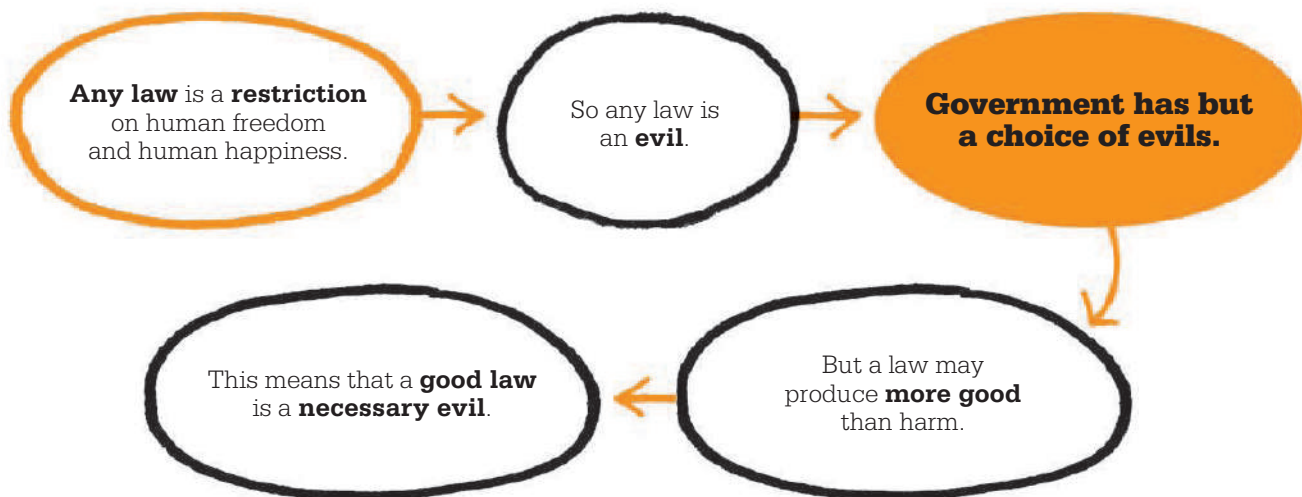 Any law is a restriction
on human freedom
and human happiness.
So any law is
an evil.
Government has but
a choice of evils.
But a law may
produce more good
than harm.
This means that a good law
is a necessary evil.